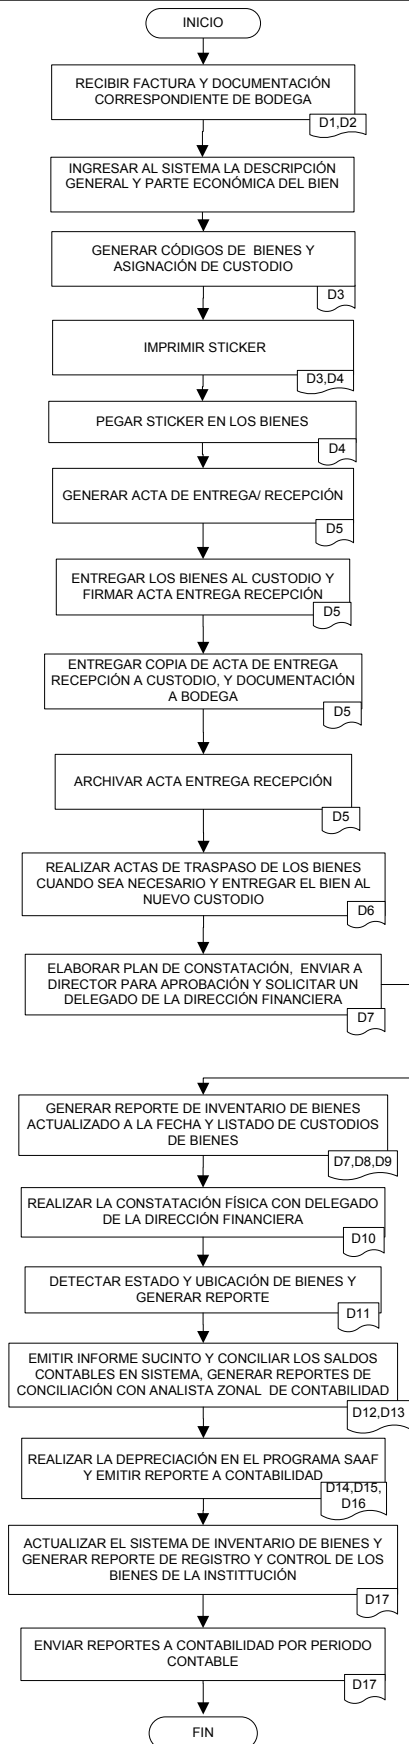 INICIO
RECIBIR FACTURA Y DOCUMENTACIÓN
CORRESPONDIENTE DE BODEGA
D1,D2
INGRESAR AL SISTEMA LA DESCRIPCIÓN
GENERAL Y PARTE ECONÓMICA DEL BIEN
GENERAR CÓDIGOS DE BIENES Y
ASIGNACIÓN DE CUSTODIO
D3
IMPRIMIR STICKER
D3,D4
PEGAR STICKER EN LOS BIENES
D4
GENERAR ACTA DE ENTREGA/ RECEPCIÓN
D5
ENTREGAR LOS BIENES AL CUSTODIO Y
FIRMAR ACTA ENTREGA RECEPCIÓN
D5
ENTREGAR COPIA DE ACTA DE ENTREGA
RECEPCIÓN A CUSTODIO, Y DOCUMENTACIÓN
A BODEGA
D5
ARCHIVAR ACTA ENTREGA RECEPCIÓN
D5
REALIZAR ACTAS DE TRASPASO DE LOS BIENES
CUANDO SEA NECESARIO Y ENTREGAR EL BIEN AL
NUEVO CUSTODIO
D6
ELABORAR PLAN DE CONSTATACIÓN, ENVIAR A
DIRECTOR PARA APROBACIÓN Y SOLICITAR UN
DELEGADO DE LA DIRECCIÓN FINANCIERA
D7
GENERAR REPORTE DE INVENTARIO DE BIENES
ACTUALIZADO A LA FECHA Y LISTADO DE CUSTODIOS
DE BIENES
D7,D8,D9
REALIZAR LA CONSTATACIÓN FÍSICA CON DELEGADO
DE LA DIRECCIÓN FINANCIERA
D10
DETECTAR ESTADO Y UBICACIÓN DE BIENES Y
GENERAR REPORTE
D11
EMITIR INFORME SUCINTO Y CONCILIAR LOS SALDOS
CONTABLES EN SISTEMA, GENERAR REPORTES DE
CONCILIACIÓN CON ANALISTA ZONAL DE CONTABILIDAD
D12,D13
REALIZAR LA DEPRECIACIÓN EN EL PROGRAMA SAAF
Y EMITIR REPORTE A CONTABILIDAD
D14,D15,
D16
ACTUALIZAR EL SISTEMA DE INVENTARIO DE BIENES Y
GENERAR REPORTE DE REGISTRO Y CONTROL DE LOS
BIENES DE LA INSTITTUCIÓN
D17
ENVIAR REPORTES A CONTABILIDAD POR PERIODO
CONTABLE
D17
FIN